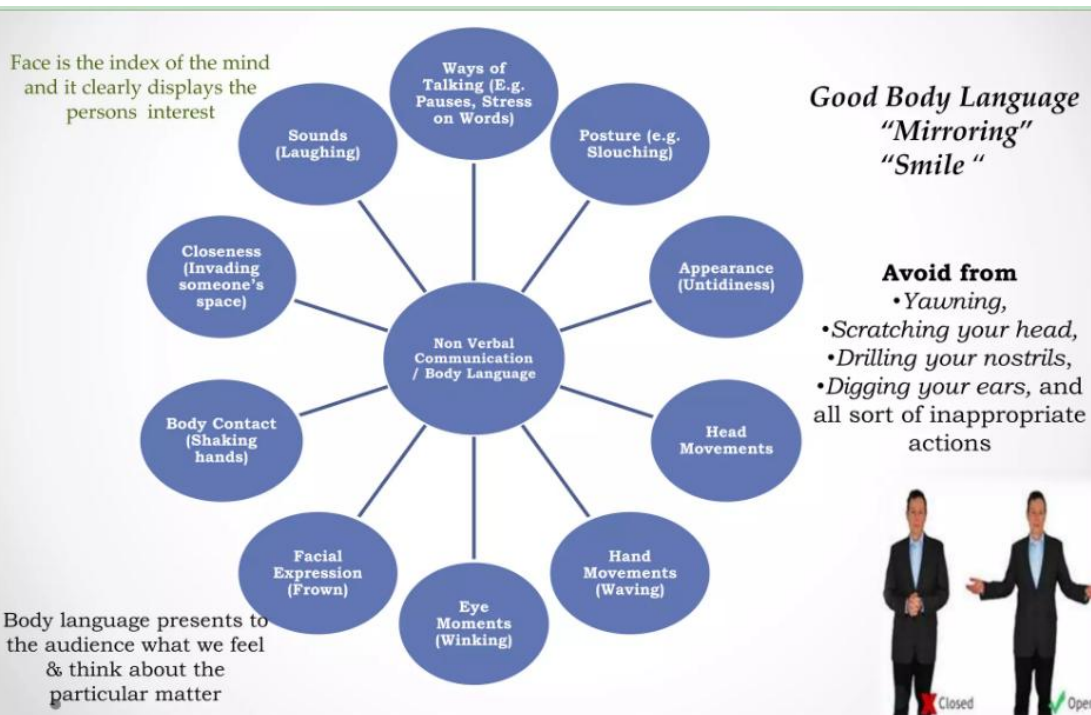 Face is the index of the mind
and it clearly displays the
persons interest
Ways of
Talking (E.g.
Pauses, Stress
on Words)
Sounds
(Laughing)
Posture (e.g.
Slouching)
Good Body Language
“Mirroring”
“Smile “
Closeness
(Invading
someone's
space)
Appearance
(Untidiness)
Avoid from
•Yawning,
•Scratching your head,
•Drilling your nostrils,
•Digging your ears, and
all sort of inappropriate
actions
Non Verbal
Communication
/ Body Language
Body Contact
(Shaking
hands)
Head
Movements
Facial
Expression
(Frown)
Hand
Movements
(Waving)
Eye
Moments
(Winking)
Body language presents to
the audience what we feel
& think about the
particular matter
Closed